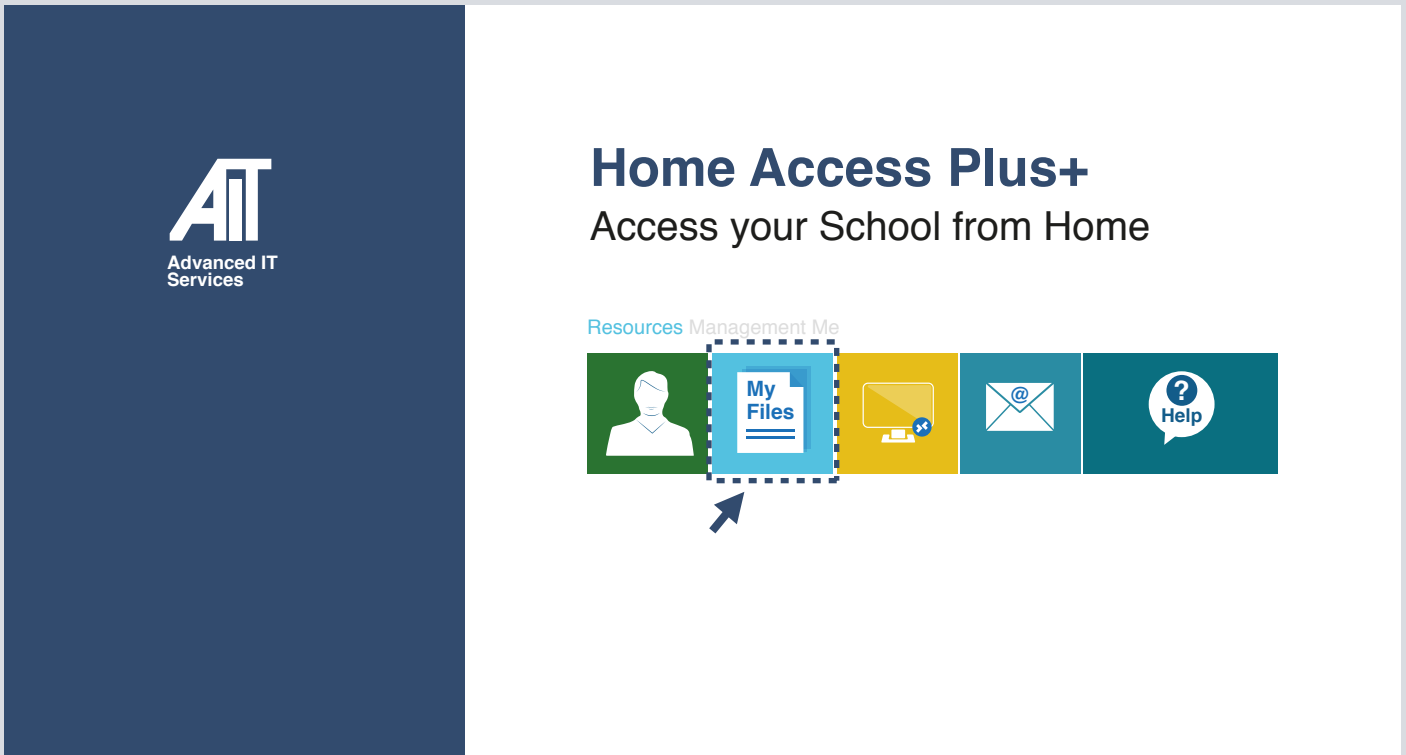 AIT
Advanced IT
Services
Home Access Plus+
Access your School from Home
Resources Management Me
My
Files
@
?
Help